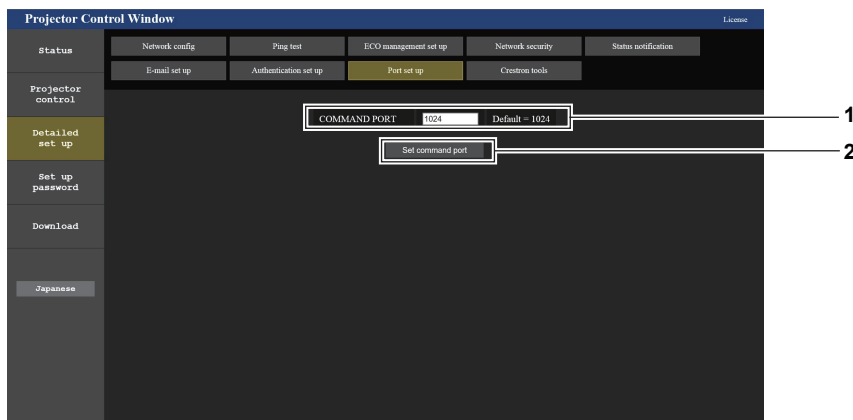 Projector Control Window
License
Status
Network config
Ping test
ECO management set up
Network security
Status notification
E-mail set up
Authentication set up
Port set up
Crestron tools
Projector
control
Detailed
set up
Set up
password
Download
Japanese
COMMAND PORT 1024 Default = 1024
1
Set command port
2